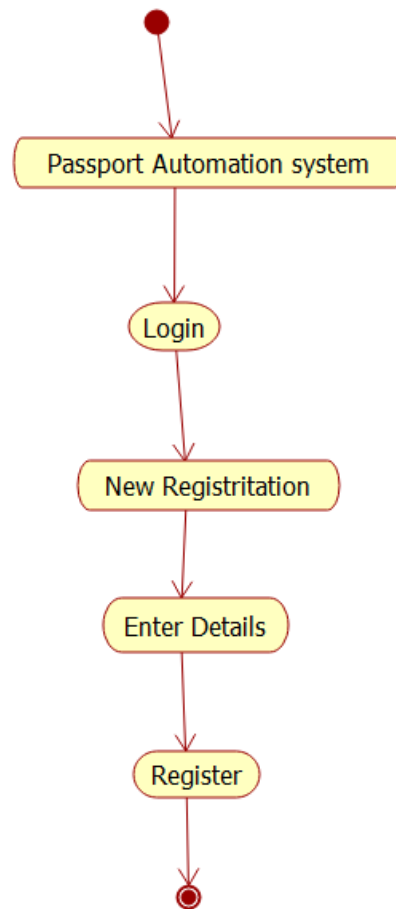 Passport Automation system
Login
New Registritation
Enter Details
Register